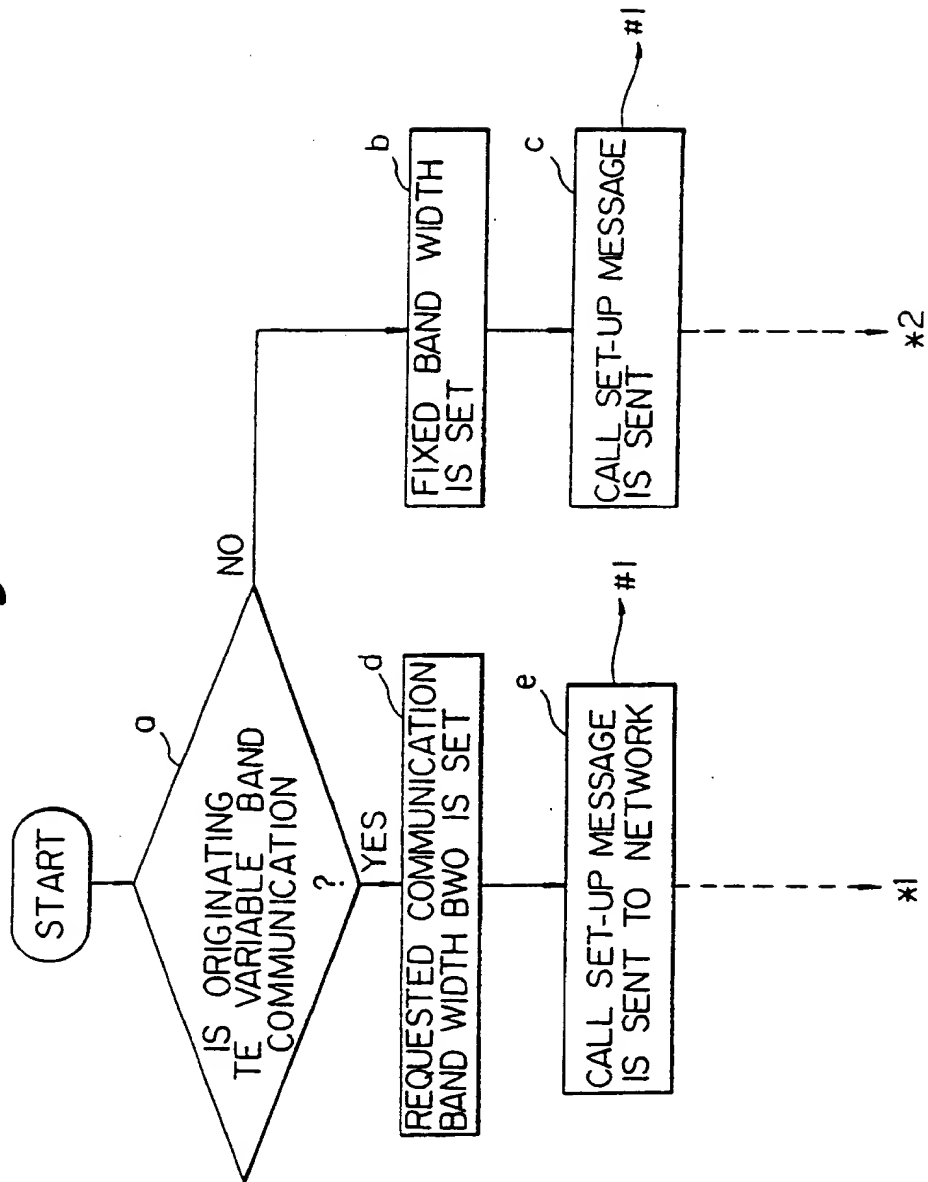 START
a
IS ORIGINATING
TE VARIABLE BAND
COMMUNICATION
?
NO
YES
d
REQUESTED COMMUNICATION
BAND WIDTH BWO IS SET
e
CALL SET-UP MESSAGE
IS SENT TO NETWORK
#1
*1
b
FIXED BAND WIDTH
IS SET
c
CALL SET-UP MESSAGE
IS SENT
#1
*2